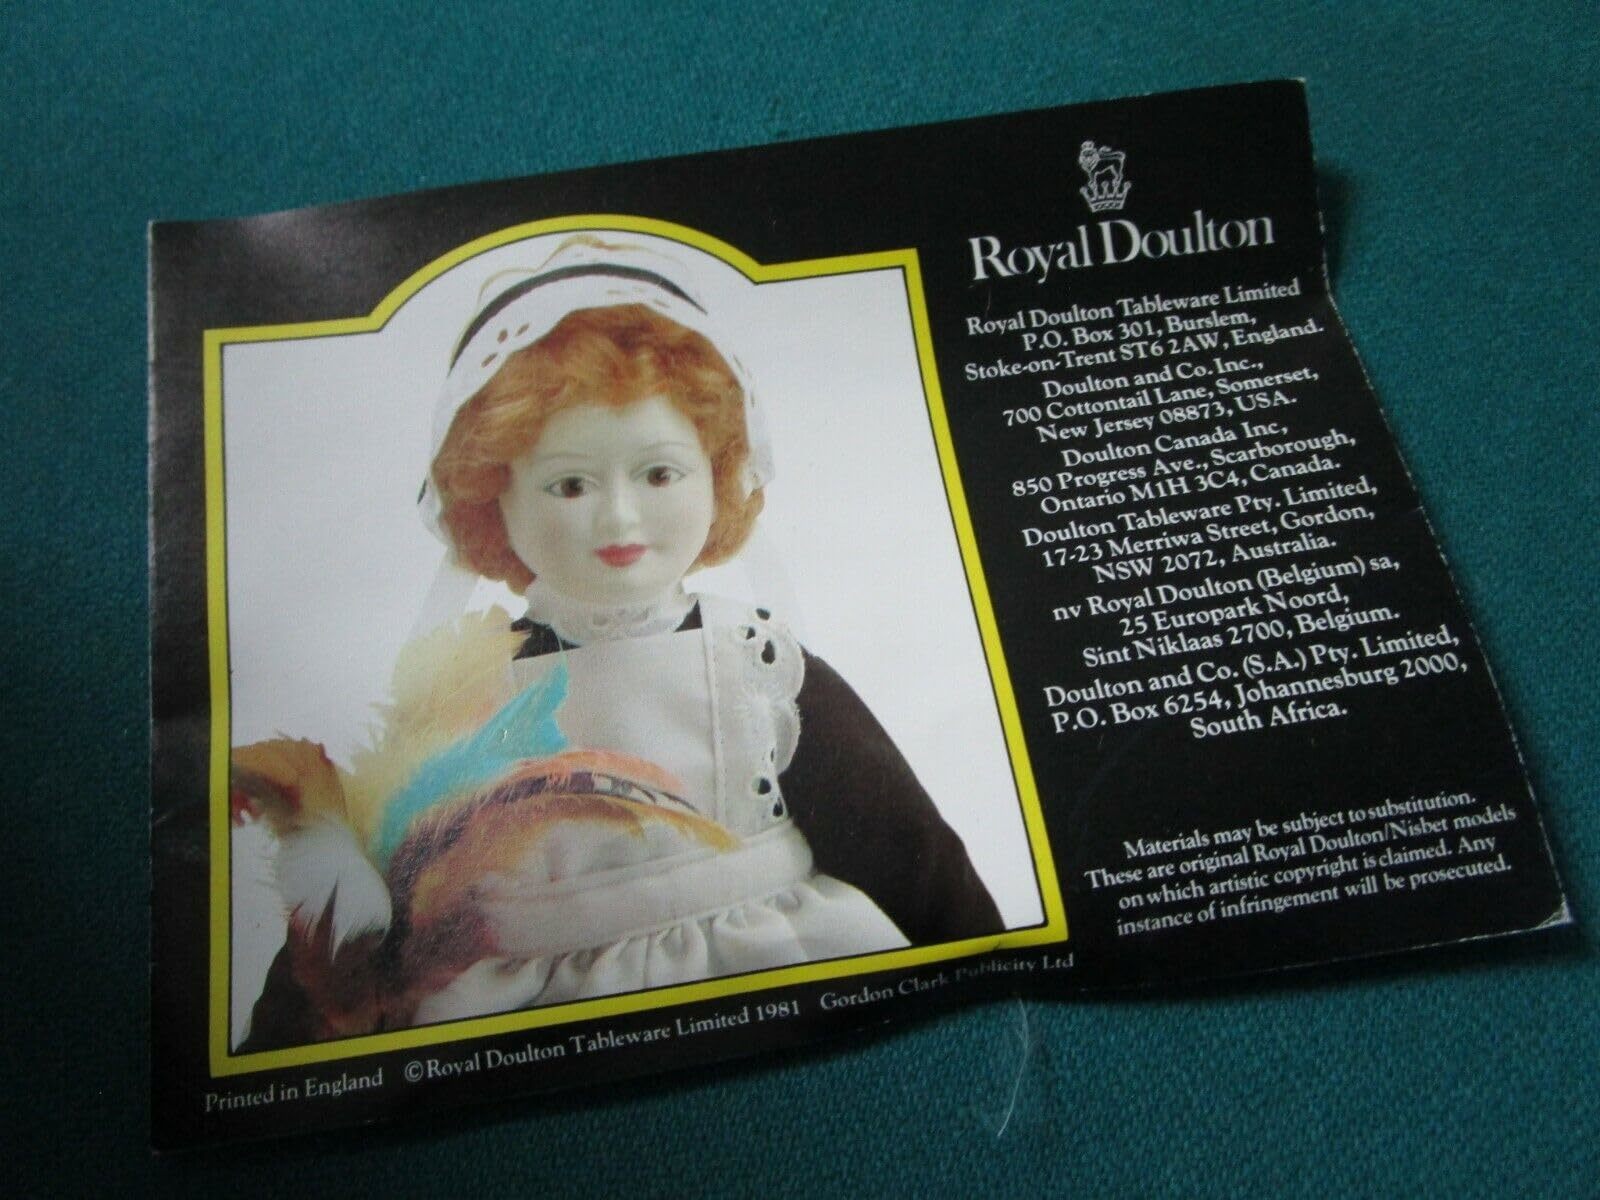 Royal Doulton
Royal Doulton Tableware Limited
P.O. Box 301, Burslem,
Stoke-on-Trent ST6 2AW, England.
Doulton and Co. Inc.,
700 Cottontail Lane, Somerset,
New Jersey 08873, USA.
Doulton Canada Inc,
850 Progress Ave., Scarborough,
Ontario M1H 3C4, Canada.
Doulton Tableware Pty. Limited,
17-23 Merriwa Street, Gordon,
NSW 2072, Australia.
nv Royal Doulton (Belgium) sa,
25 Europark Noord,
Sint Niklaas 2700, Belgium.
Doulton and Co. (S.A.) Pty. Limited,
P.O. Box 6254, Johannesburg 2000,
South Africa.
Materials may be subject to substitution.
These are original Royal Doulton/Nisbet models
on which artistic copyright is claimed. Any
instance of infringement will be prosecuted.
Printed in England ©Royal Doulton Tableware Limited 1981 Gordon Clark Publicity Ltd